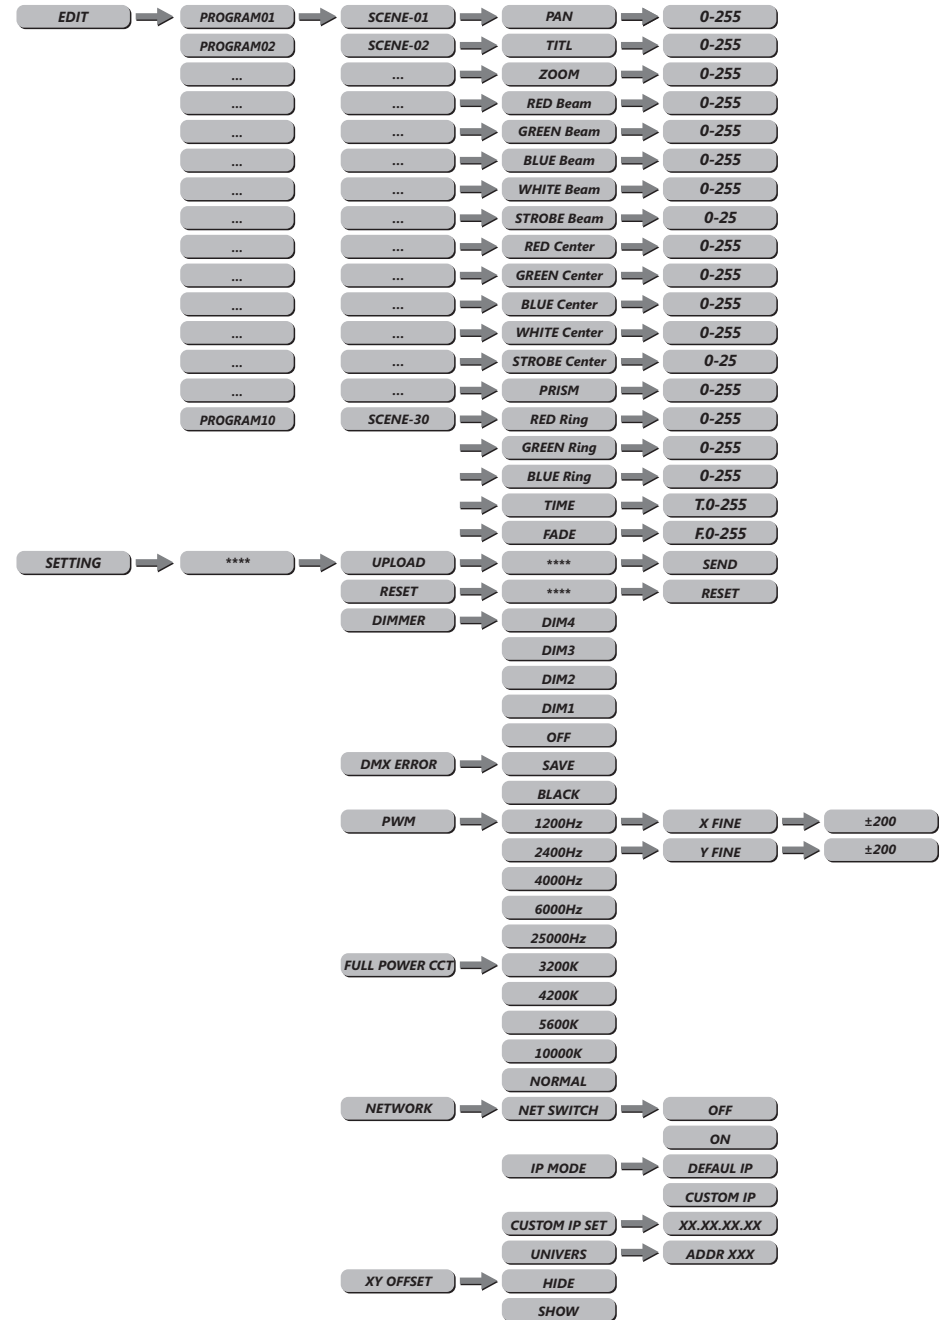 EDIT PROGRAM01 SCENE-01 PAN 0-255
PROGRAM02 SCENE-02 TITL 0-255
... ... ZOOM 0-255
... ... RED Beam 0-255
... ... GREEN Beam 0-255
... ... BLUE Beam 0-255
... ... WHITE Beam 0-255
... ... STROBE Beam 0-25
... ... RED Center 0-255
... ... GREEN Center 0-255
... ... BLUE Center 0-255
... ... WHITE Center 0-255
... ... STROBE Center 0-25
... ... PRISM 0-255
PROGRAM10 SCENE-30 RED Ring 0-255
GREEN Ring 0-255
BLUE Ring 0-255
TIME T.0-255
FADE F.0-255
SETTING **** UPLOAD **** SEND
RESET **** RESET
DIMMER DIM4
DIM3
DIM2
DIM1
OFF
DMX ERROR SAVE
BLACK
PWM 1200Hz X FINE ±200
2400Hz Y FINE ±200
4000Hz
6000Hz
25000Hz
FULL POWER CCT 3200K
4200K
5600K
10000K
NORMAL
NETWORK NET SWITCH OFF
ON
IP MODE DEFAUL IP
CUSTOM IP
CUSTOM IP SET XX.XX.XX.XX
UNIVERS ADDR XXX
XY OFFSET HIDE
SHOW